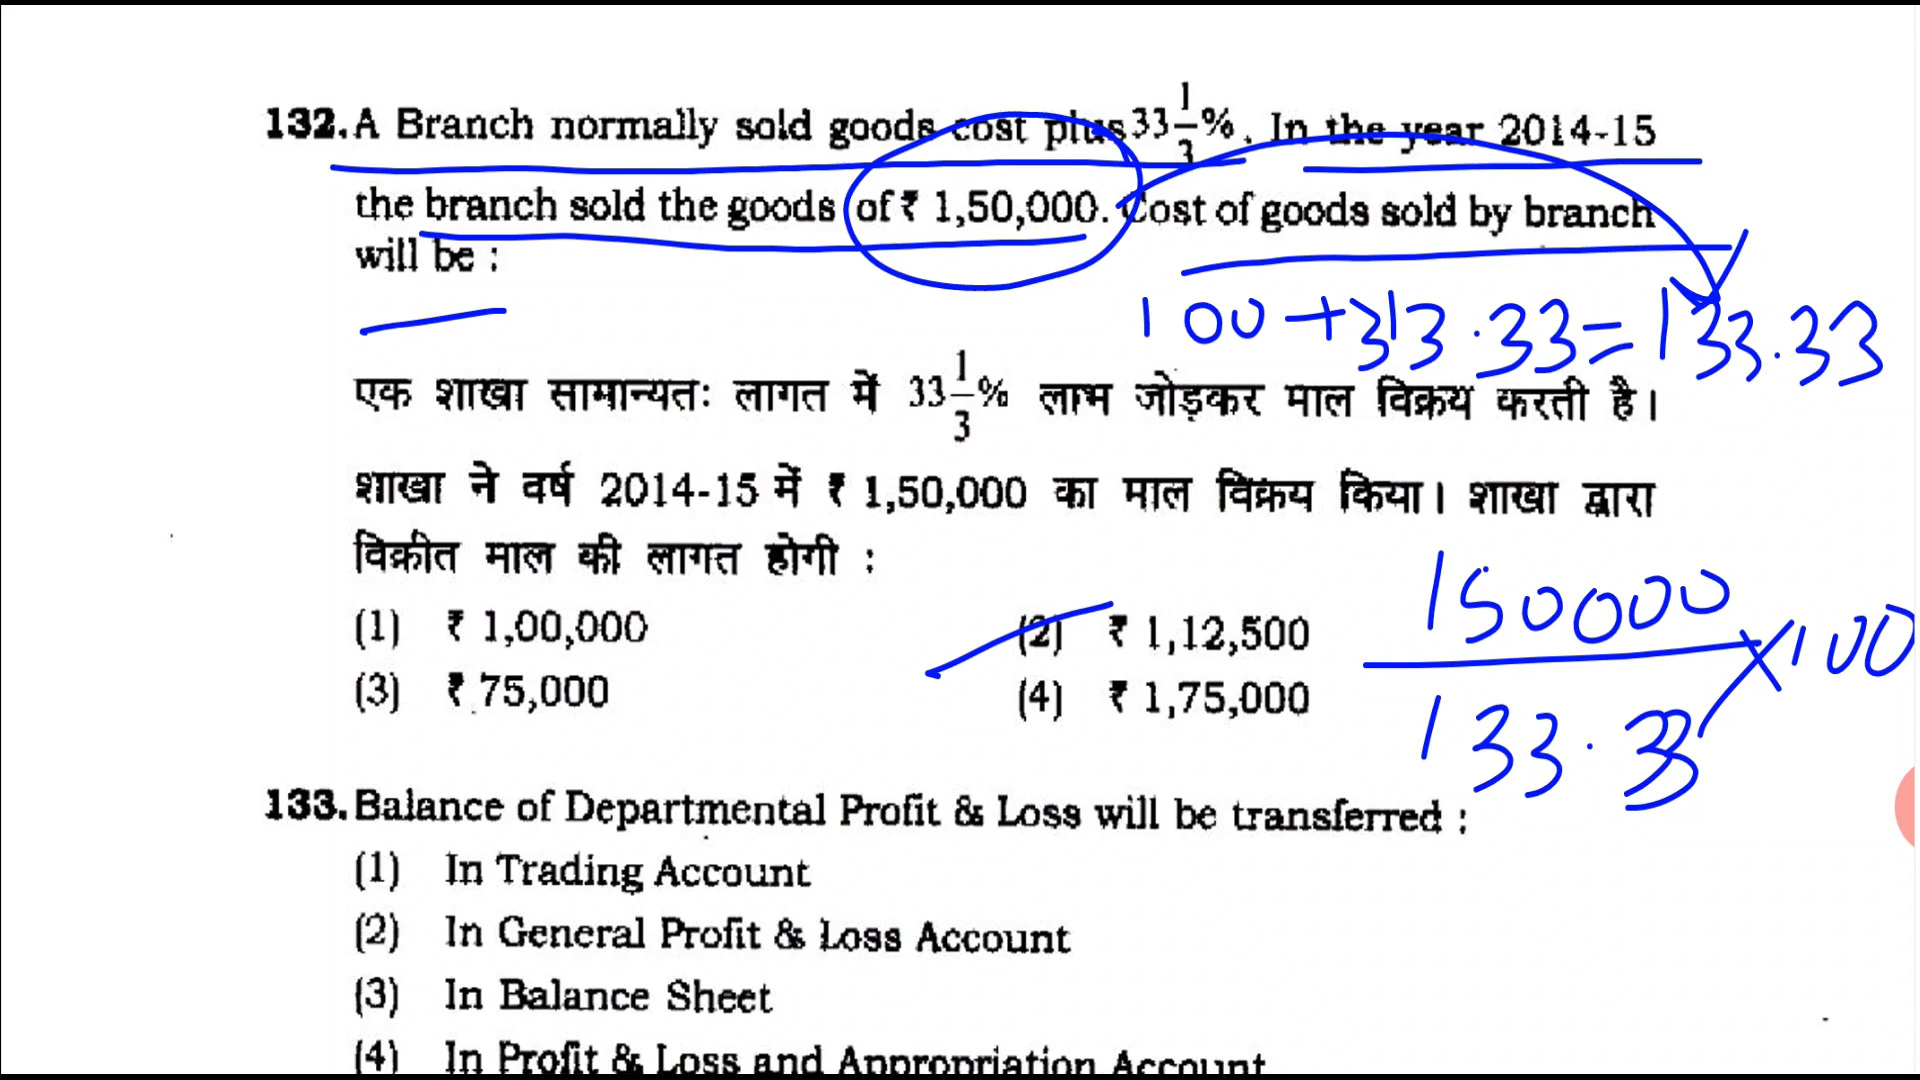 132. A Branch normally sold goods cost plus 33 1/3 %. In the year 2014-15
the branch sold the goods of ₹ 1,50,000. Cost of goods sold by branch
will be :
100 + 33.33 = 133.33
एक शाखा सामान्यतः लागत में 33 1/3 % लाभ जोड़कर माल विक्रय करती है।
शाखा ने वर्ष 2014-15 में ₹ 1,50,000 का माल विक्रय किया। शाखा द्वारा
विक्रीत माल की लागत होगी :
(1) ₹ 1,00,000 (2) ₹ 1,12,500
(3) ₹ 75,000 (4) ₹ 1,75,000
150000
×100
133.33
133. Balance of Departmental Profit & Loss will be transferred :
(1) In Trading Account
(2) In General Profit & Loss Account
(3) In Balance Sheet
(4) In Profit & Loss and Appropriation Account